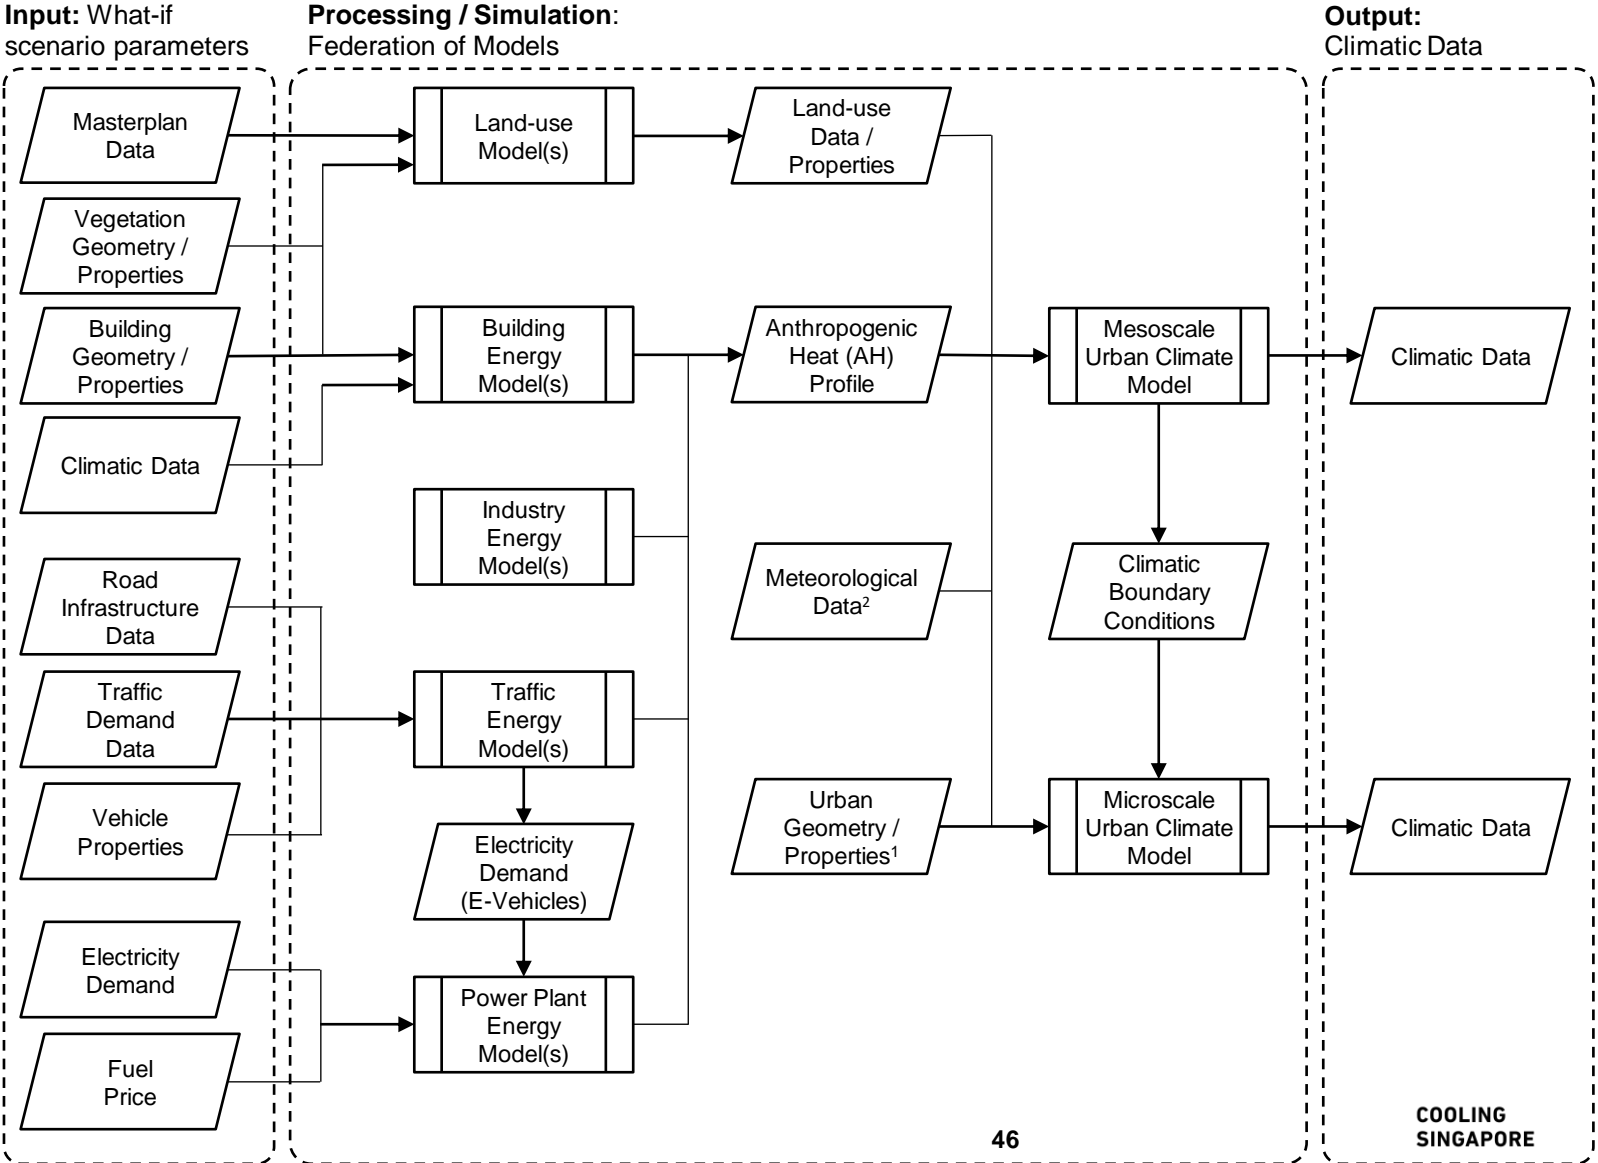 Input: What-if
scenario parameters
Processing / Simulation:
Federation of Models
Output:
Climatic Data
Masterplan
Data
Land-use
Model(s)
Land-use
Data /
Properties
Vegetation
Geometry /
Properties
Building
Geometry /
Properties
Building
Energy
Model(s)
Anthropogenic
Heat (AH)
Profile
Mesoscale
Urban Climate
Model
Climatic Data
Climatic Data
Industry
Energy
Model(s)
Road
Infrastructure
Data
Meteorological
Data²
Climatic
Boundary
Conditions
Traffic
Demand
Data
Traffic
Energy
Model(s)
Vehicle
Properties
Electricity
Demand
(E-Vehicles)
Urban
Geometry /
Properties¹
Microscale
Urban Climate
Model
Climatic Data
Electricity
Demand
Power Plant
Energy
Model(s)
Fuel
Price
46
COOLING
SINGAPORE